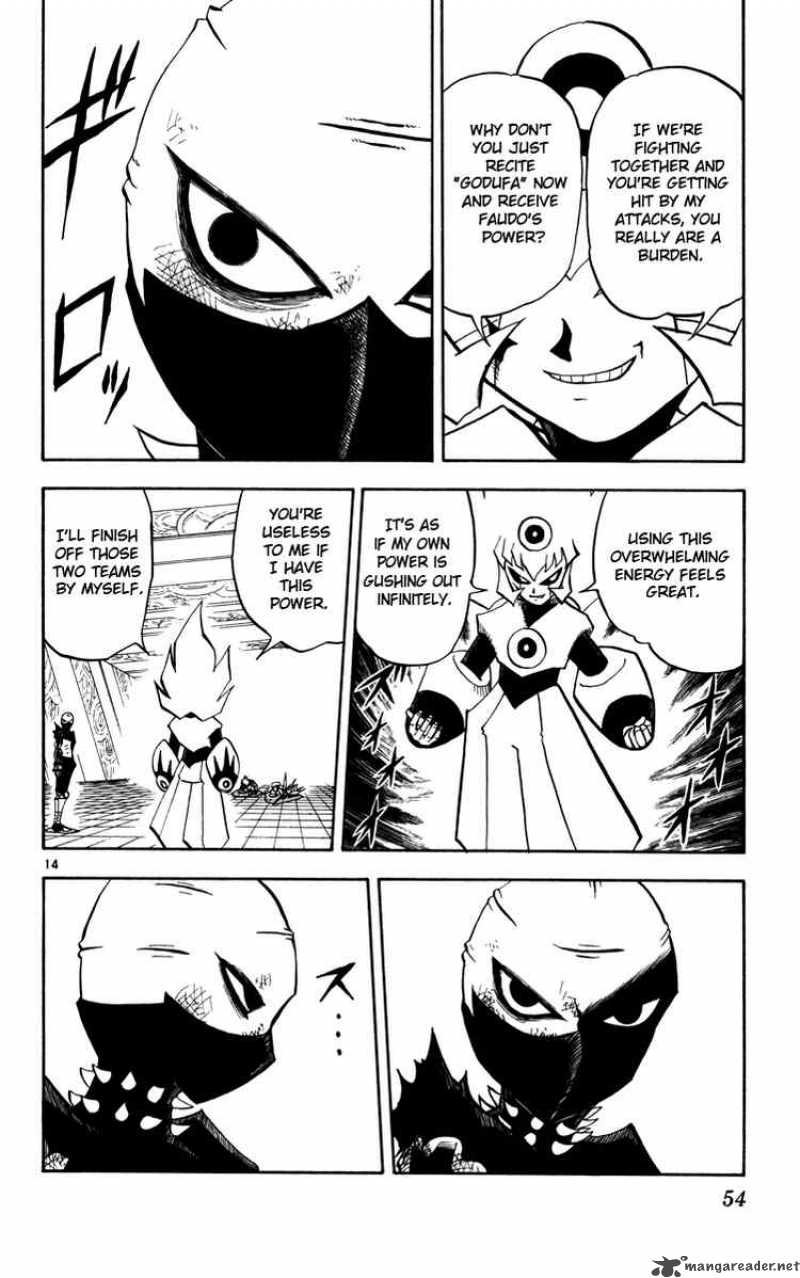 IF WE'RE
FIGHTING
TOGETHER AND
YOU'RE GETTING
HIT BY MY
ATTACKS, YOU
REALLY ARE A
BURDEN.
WHY DON'T
YOU JUST
RECITE
"GODUFA" NOW
AND RECEIVE
FAUDO'S
POWER?
ギロ
USING THIS
OVERWHELMING
ENERGY FEELS
GREAT.
IT'S AS
IF MY OWN
POWER IS
GUSHING OUT
INFINITELY.
YOU'RE
USELESS
TO ME IF
I HAVE
THIS
POWER.
I'LL FINISH
OFF THOSE
TWO TEAMS
BY MYSELF.
14
ス…
54
mangareader.net